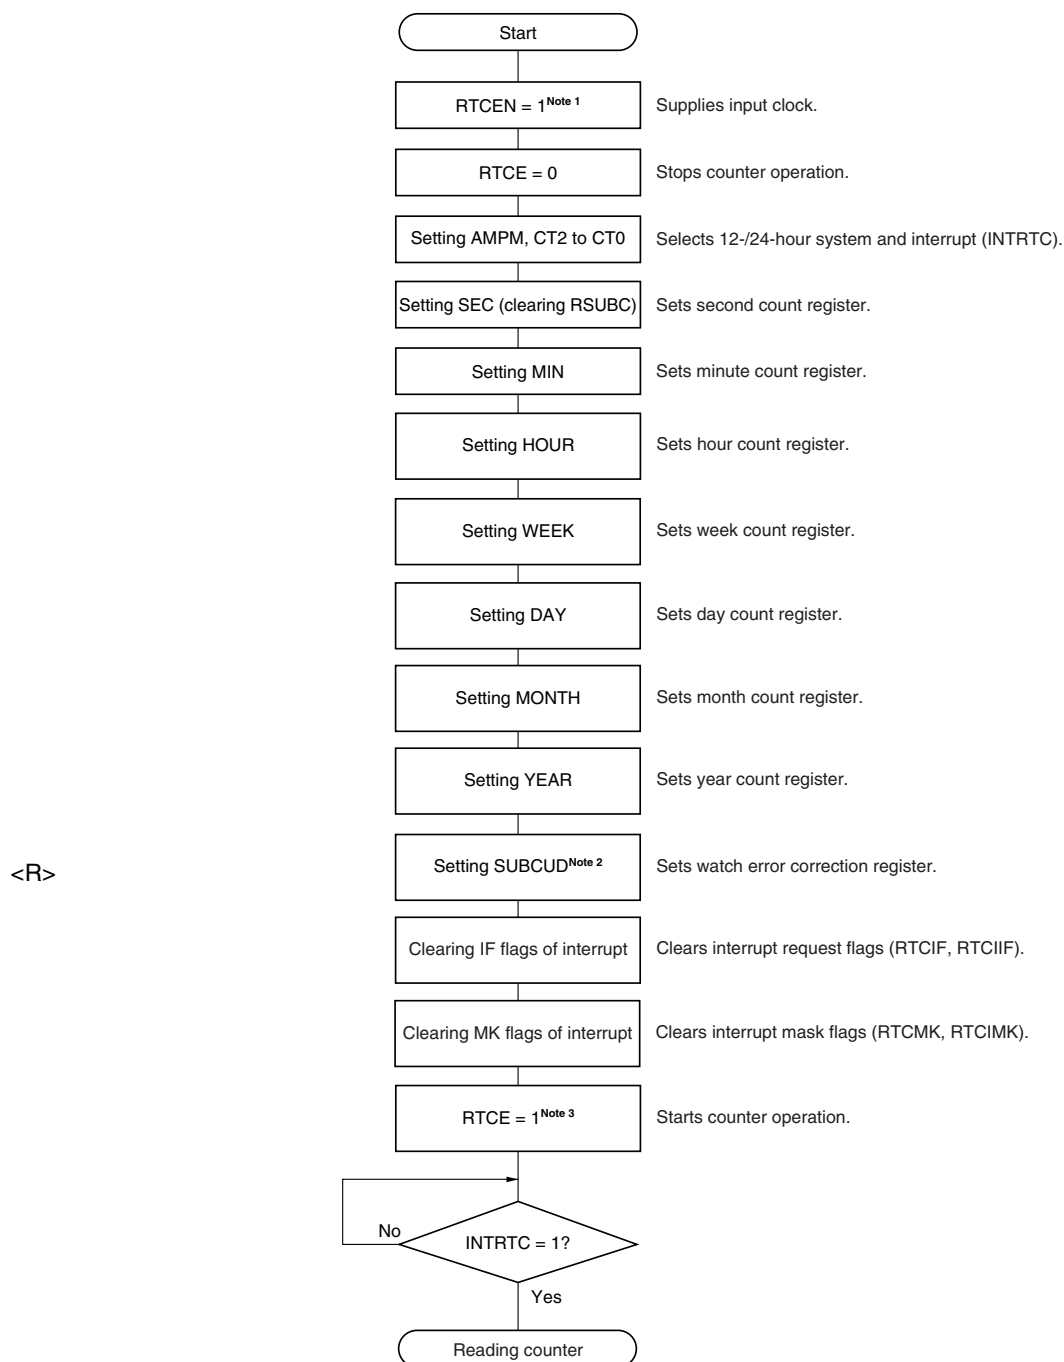 Start
RTCEN = 1Note 1
Supplies input clock.
RTCE = 0
Stops counter operation.
Setting AMPM, CT2 to CT0
Selects 12-/24-hour system and interrupt (INTRTC).
Setting SEC (clearing RSUBC)
Sets second count register.
Setting MIN
Sets minute count register.
Setting HOUR
Sets hour count register.
Setting WEEK
Sets week count register.
Setting DAY
Sets day count register.
Setting MONTH
Sets month count register.
Setting YEAR
Sets year count register.
<R>
Setting SUBCUDNote 2
Sets watch error correction register.
Clearing IF flags of interrupt
Clears interrupt request flags (RTCIF, RTCIIF).
Clearing MK flags of interrupt
Clears interrupt mask flags (RTCMK, RTCIMK).
RTCE = 1Note 3
Starts counter operation.
No
INTRTC = 1?
Yes
Reading counter